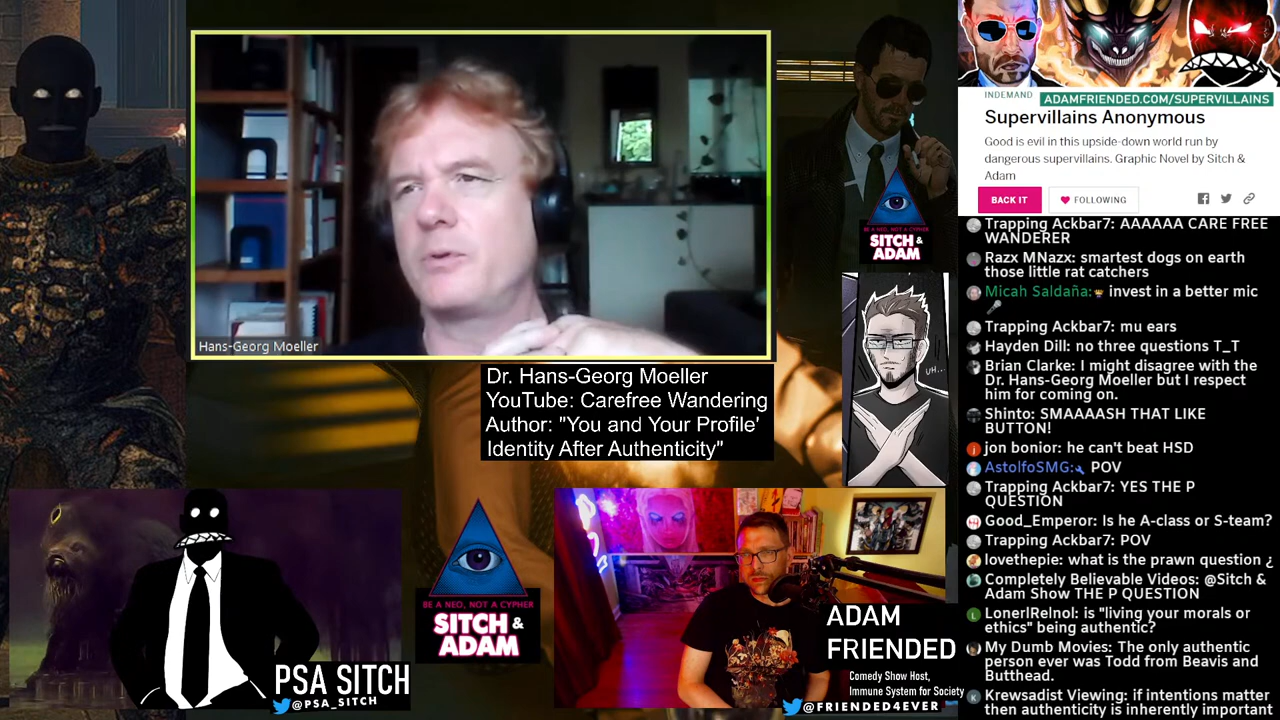 Hans-Georg Moeller
Dr. Hans-Georg Moeller
YouTube: Carefree Wandering
Author: "You and Your Profile'
Identity After Authenticity"
BE A NEO, NOT A CYPHER
SITCH &
ADAM
UH...
PSA SITCH
@PSA_SITCH
BE A NEO, NOT A CYPHER
SITCH &
ADAM
ADAM
FRIENDED
Comedy Show Host,
Immune System for Society
@FRIENDED4EVER
INDEMAND
ADAMFRIENDED.COM/SUPERVILLAINS
Supervillains Anonymous
Good is evil in this upside-down world run by
dangerous supervillains. Graphic Novel by Sitch &
Adam
BACK IT
FOLLOWING
Trapping Ackbar7: AAAAAA CARE FREE
WANDERER
Razx MNazx: smartest dogs on earth
those little rat catchers
Micah Saldaña: invest in a better mic
Trapping Ackbar7: mu ears
Hayden Dill: no three questions T_T
Brian Clarke: I might disagree with the
Dr. Hans-Georg Moeller but I respect
him for coming on.
Shinto: SMAAAASH THAT LIKE
BUTTON!
jon bonior: he can't beat HSD
AstolfoSMG: POV
Trapping Ackbar7: YES THE P
QUESTION
Good_Emperor: Is he A-class or S-team?
Trapping Ackbar7: POV
lovethepie: what is the prawn question ¿
Completely Believable Videos: @Sitch &
Adam Show THE P QUESTION
LonerlRelnol: is "living your morals or
ethics" being authentic?
My Dumb Movies: The only authentic
person ever was Todd from Beavis and
Butthead.
Krewsadist Viewing: if intentions matter
then authenticity is inherently important